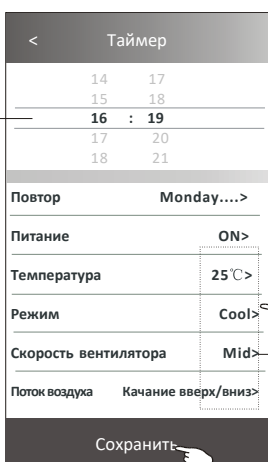 < Таймер
14 17
15 18
16 : 19
17 20
18 21
Повтор Monday....>
Питание ON>
Температура 25℃>
Режим Cool>
Скорость вентилятора Mid>
Поток воздуха Качание вверх/вниз>
Сохранить